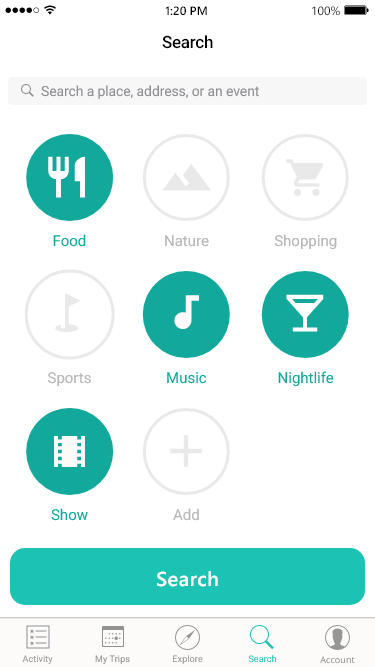 1:20 PM 100%
Search
Search a place, address, or an event
Food Nature Shopping
Sports Music Nightlife
Show Add
Search
Activity My Trips Explore Search Account